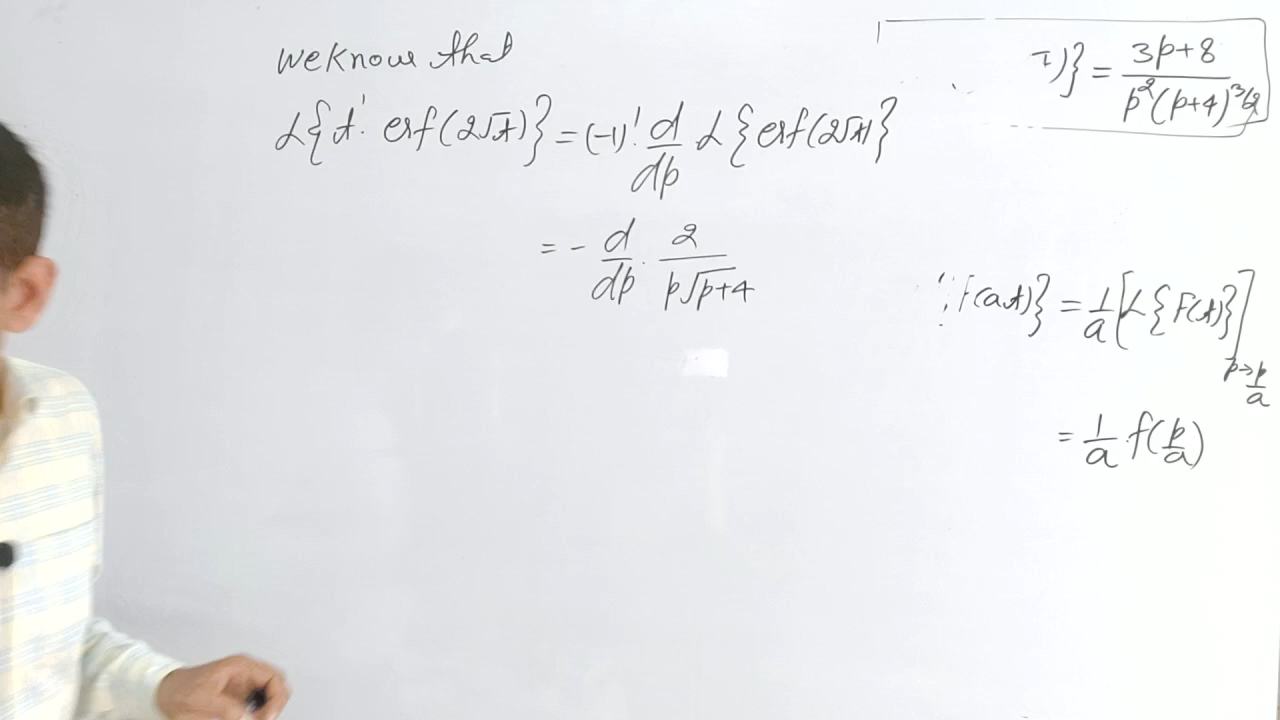 we know that
L{t¹. erf(2√t)} = (-1)¹. d/dp L{erf(2√t)}
= - d/dp . 2/(p√p+4)
τ)} = (3p+8)/(p²(p+4)^3/2)
F(at)} = 1/a [L{F(t)}] p→p/a
= 1/a f(p/a)